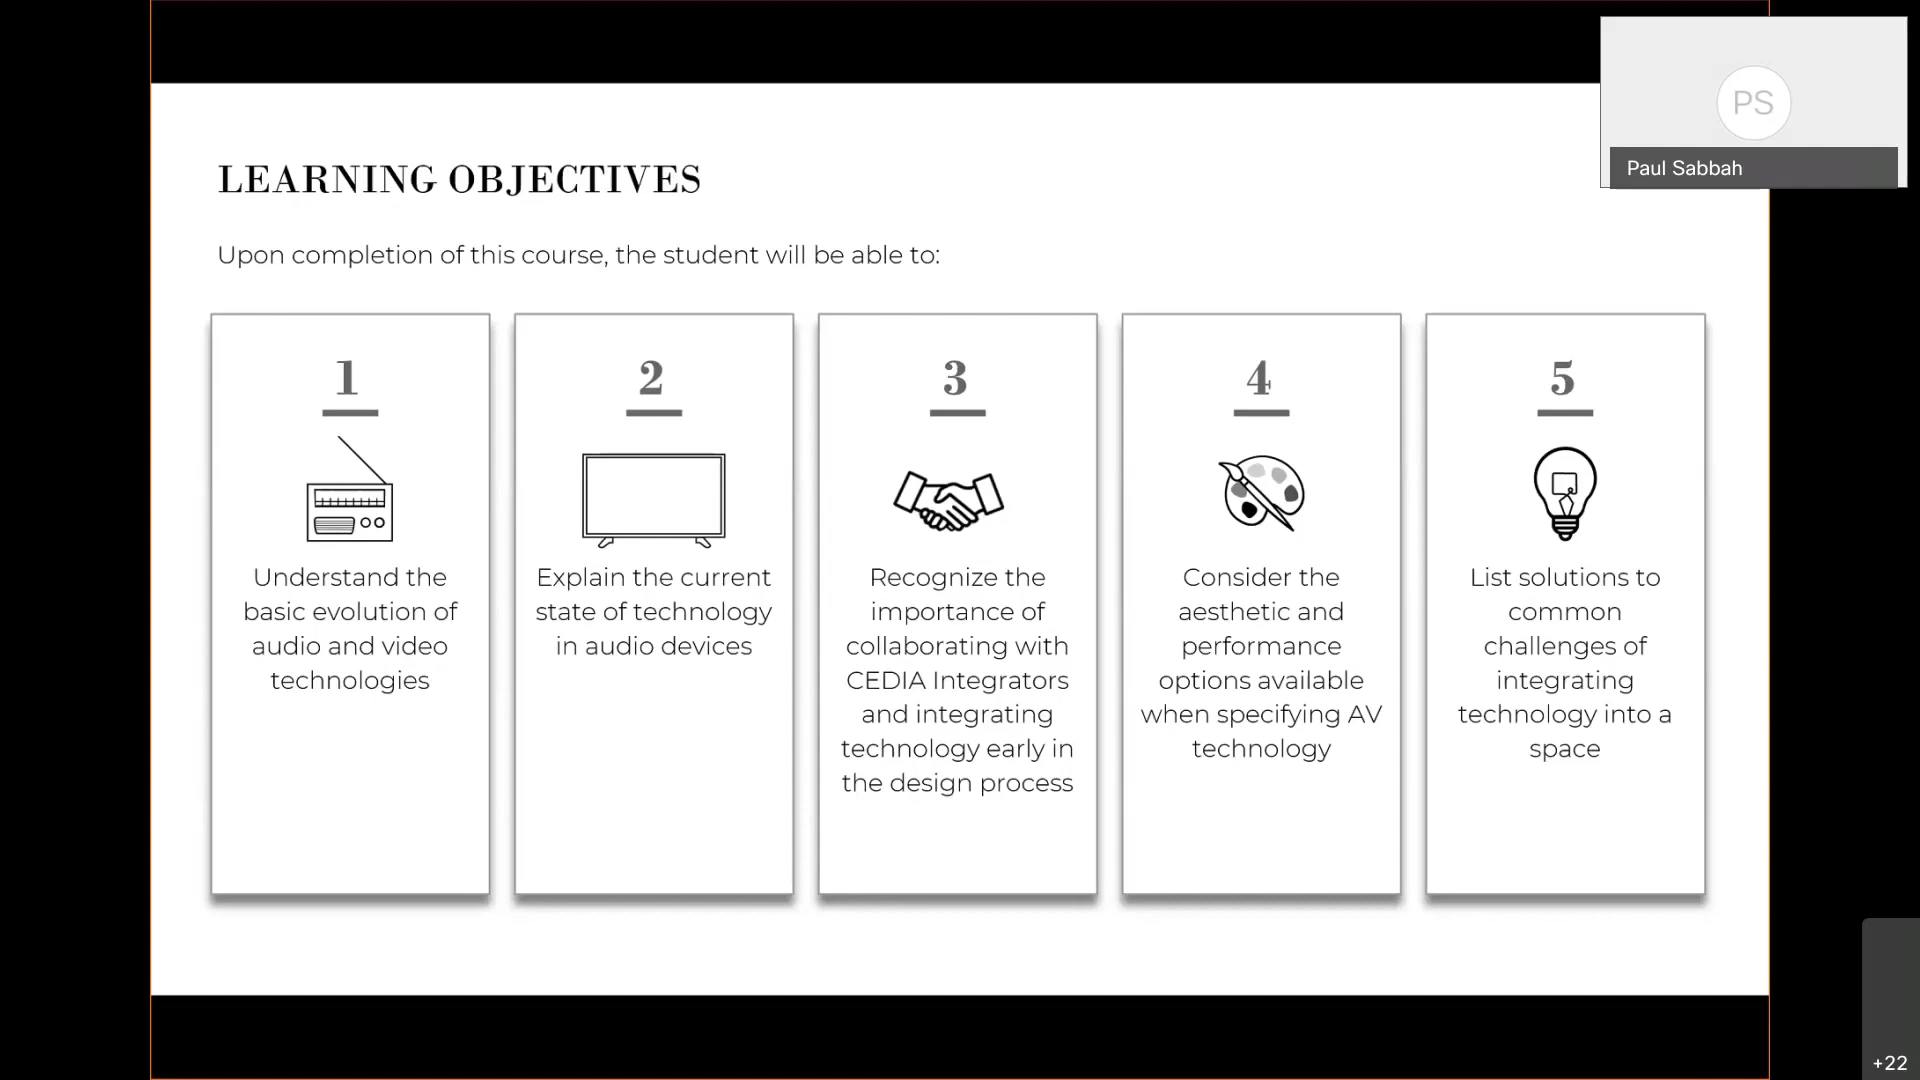 PS
Paul Sabbah
LEARNING OBJECTIVES
Upon completion of this course, the student will be able to:
1
Understand the
basic evolution of
audio and video
technologies
2
Explain the current
state of technology
in audio devices
3
Recognize the
importance of
collaborating with
CEDIA Integrators
and integrating
technology early in
the design process
4
Consider the
aesthetic and
performance
options available
when specifying AV
technology
5
List solutions to
common
challenges of
integrating
technology into a
space
+22